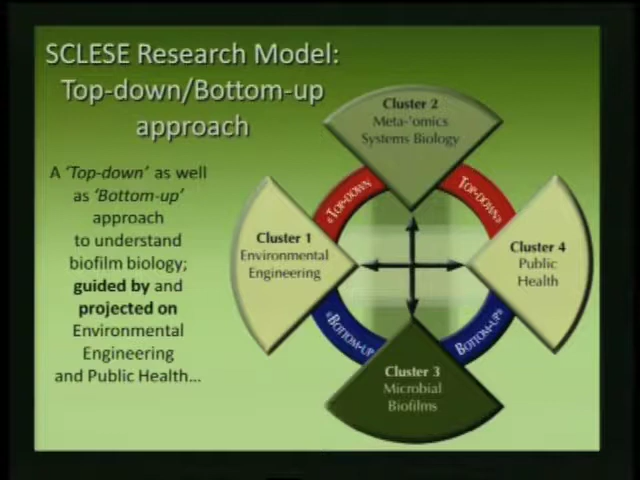 SCLESE Research Model:
Top-down/Bottom-up
approach
A 'Top-down' as well
as 'Bottom-up'
approach
to understand
biofilm biology;
guided by and
projected on
Environmental
Engineering
and Public Health...
Cluster 2
Meta-'omics
Systems Biology
«TOP-DOWN
TOP-DOWN»
Cluster 1
Environmental
Engineering
Cluster 4
Public
Health
«BOTTOM-UP
BOTTOM-UP»
Cluster 3
Microbial
Biofilms